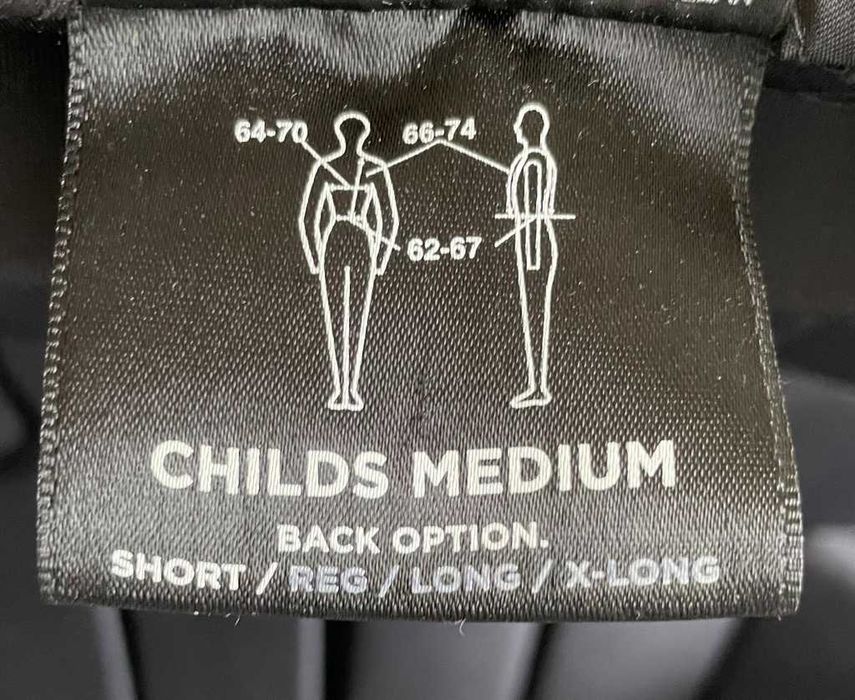 64-70 66-74
62-67
CHILDS MEDIUM
BACK OPTION.
SHORT / REG / LONG / X-LONG